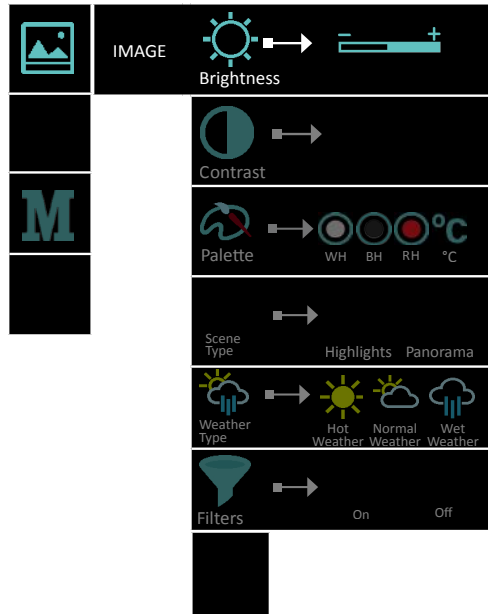 IMAGE
- +
Brightness
Contrast
M
°C
Palette
WH BH RH °C
Scene
Type
Highlights Panorama
Weather
Type
Hot
Weather
Normal
Weather
Wet
Weather
Filters
On Off